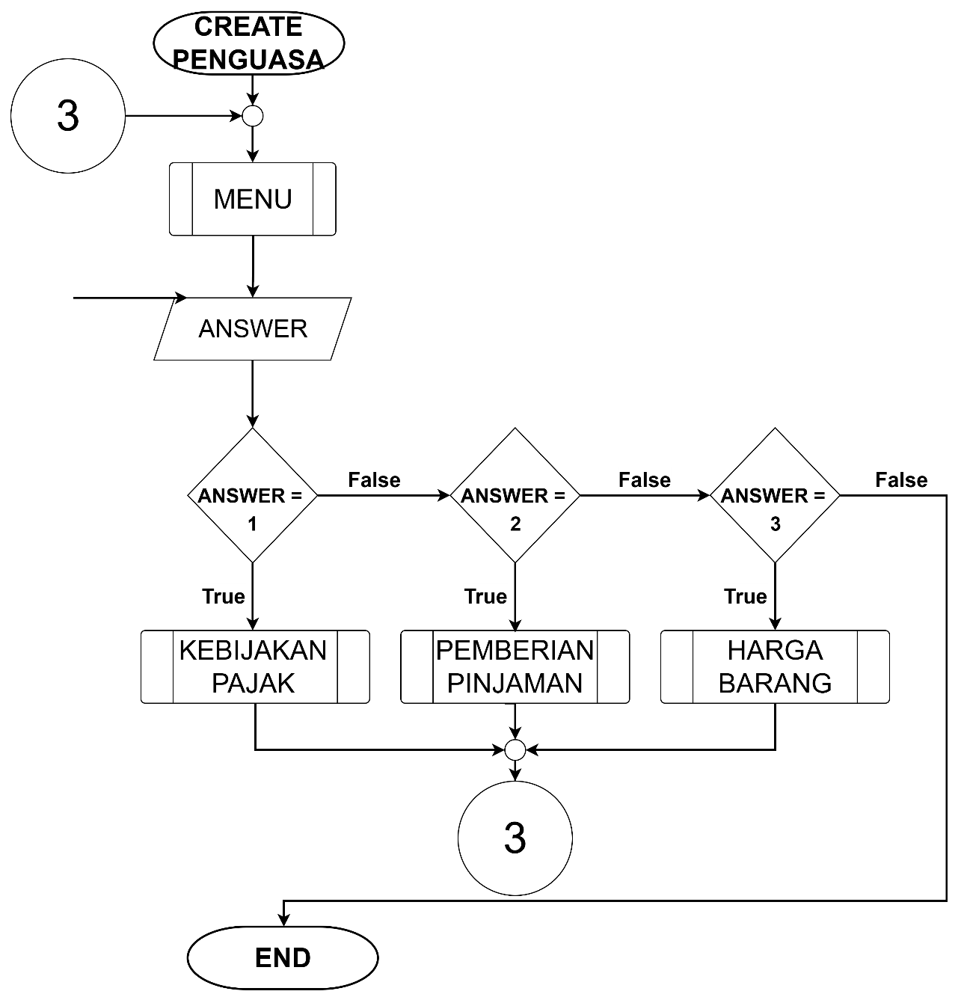 CREATE
PENGUASA
3
MENU
ANSWER
False
False
False
ANSWER =
1
ANSWER =
2
ANSWER =
3
True
True
True
KEBIJAKAN
PAJAK
PEMBERIAN
PINJAMAN
HARGA
BARANG
3
END